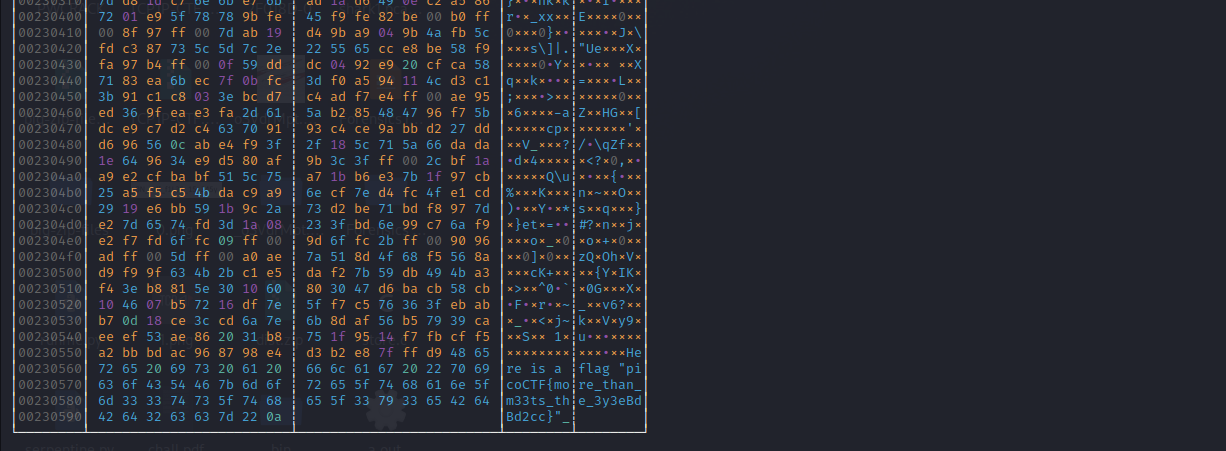 00230400 72 01 e9 5f 78 78 9b fe 45 f9 fe 82 be 00 b0 ff r•×_xx×× E××××0××
00230410 00 8f 97 ff 00 7d ab 19 d4 9b a9 04 9b 4a fb 5c 0×××0}×• ×××•×J×\
00230420 fd c3 87 73 5c 5d 7c 2e 22 55 65 cc e8 be 58 f9 ×××s\]|. "Ue×××X×
00230430 fa 97 b4 ff 00 0f 59 dd dc 04 92 e9 20 cf ca 58 ××××0•Y× ו×× ××X
00230440 71 83 ea 6b ec 7f 0b fc 3d f0 a5 94 11 4c d3 c1 q××kו•× =××וL××
00230450 3b 91 c1 c8 03 3e bc d7 c4 ad f7 e4 ff 00 ae 95 ;××ו>×× ×××××0××
00230460 ed 36 9f ea e3 fa 2d 61 5a b2 85 48 47 96 f7 5b ×6××××-a Z××HG××[
00230470 dc e9 c7 d2 c4 63 70 91 93 c4 ce 9a bb d2 27 dd ×××××cp× ××××××'×
00230480 d6 96 56 0c ab e4 f9 3f 2f 18 5c 71 5a 66 da da ××V_×××? /•\qZf××
00230490 1e 64 96 34 e9 d5 80 af 9b 3c 3f ff 00 2c bf 1a •d×4×××× ×<?×0,ו
002304a0 a9 e2 cf ba bf 51 5c 75 a7 1b b6 e3 7b 1f 97 cb ×××××Q\u ו××{•××
002304b0 25 a5 f5 c5 4b da c9 a9 6e cf 7e d4 fc 4f e1 cd %×××K××× n×~××O××
002304c0 29 19 e6 bb 59 1b 9c 2a 73 d2 be 71 bd f8 97 7d )•××Yו×* s××q×××}
002304d0 e2 7d 65 74 fd 3d 1a 08 23 3f bd 6e 99 c7 6a f9 ×}et×=•• #?×n××j×
002304e0 e2 f7 fd 6f fc 09 ff 00 9d 6f fc 2b ff 00 90 96 ×××o×_×0 ×o×+×0××
002304f0 ad ff 00 5d ff 00 a0 ae 7a 51 8d 4f 68 f5 56 8a ××0]×0×× zQ×Oh×V×
00230500 d9 f9 9f 63 4b 2b c1 e5 da f2 7b 59 db 49 4b a3 ×××cK+×× ××{Y×IK×
00230510 f4 3e b8 81 5e 30 10 60 80 30 47 d6 ba cb 58 cb ×>××^0•` ×0G×××X×
00230520 10 46 07 b5 72 16 df 7e 5f f7 c5 76 36 3f eb ab •F•×r•×~ _××v6?××
00230530 b7 0d 18 ce 3c cd 6a 7e 6b 8d af 56 b5 79 39 ca ×_•×<×j~ k××V×y9×
00230540 ee ef 53 ae 86 20 31 b8 75 1f 95 14 f7 fb cf f5 ××S×× 1× u•ו××××
00230550 a2 bb bd ac 96 87 98 e4 d3 b2 e8 7f ff d9 48 65 ×××××××× ××ו××He
00230560 72 65 20 69 73 20 61 20 66 6c 61 67 20 22 70 69 re is a  flag "pi
00230570 63 6f 43 54 46 7b 6d 6f 72 65 5f 74 68 61 6e 5f coCTF{mo re_than_
00230580 6d 33 33 74 73 5f 74 68 65 5f 33 79 33 65 42 64 m33ts_th e_3y3eBd
00230590 42 64 32 63 63 7d 22 0a Bd2cc}"_